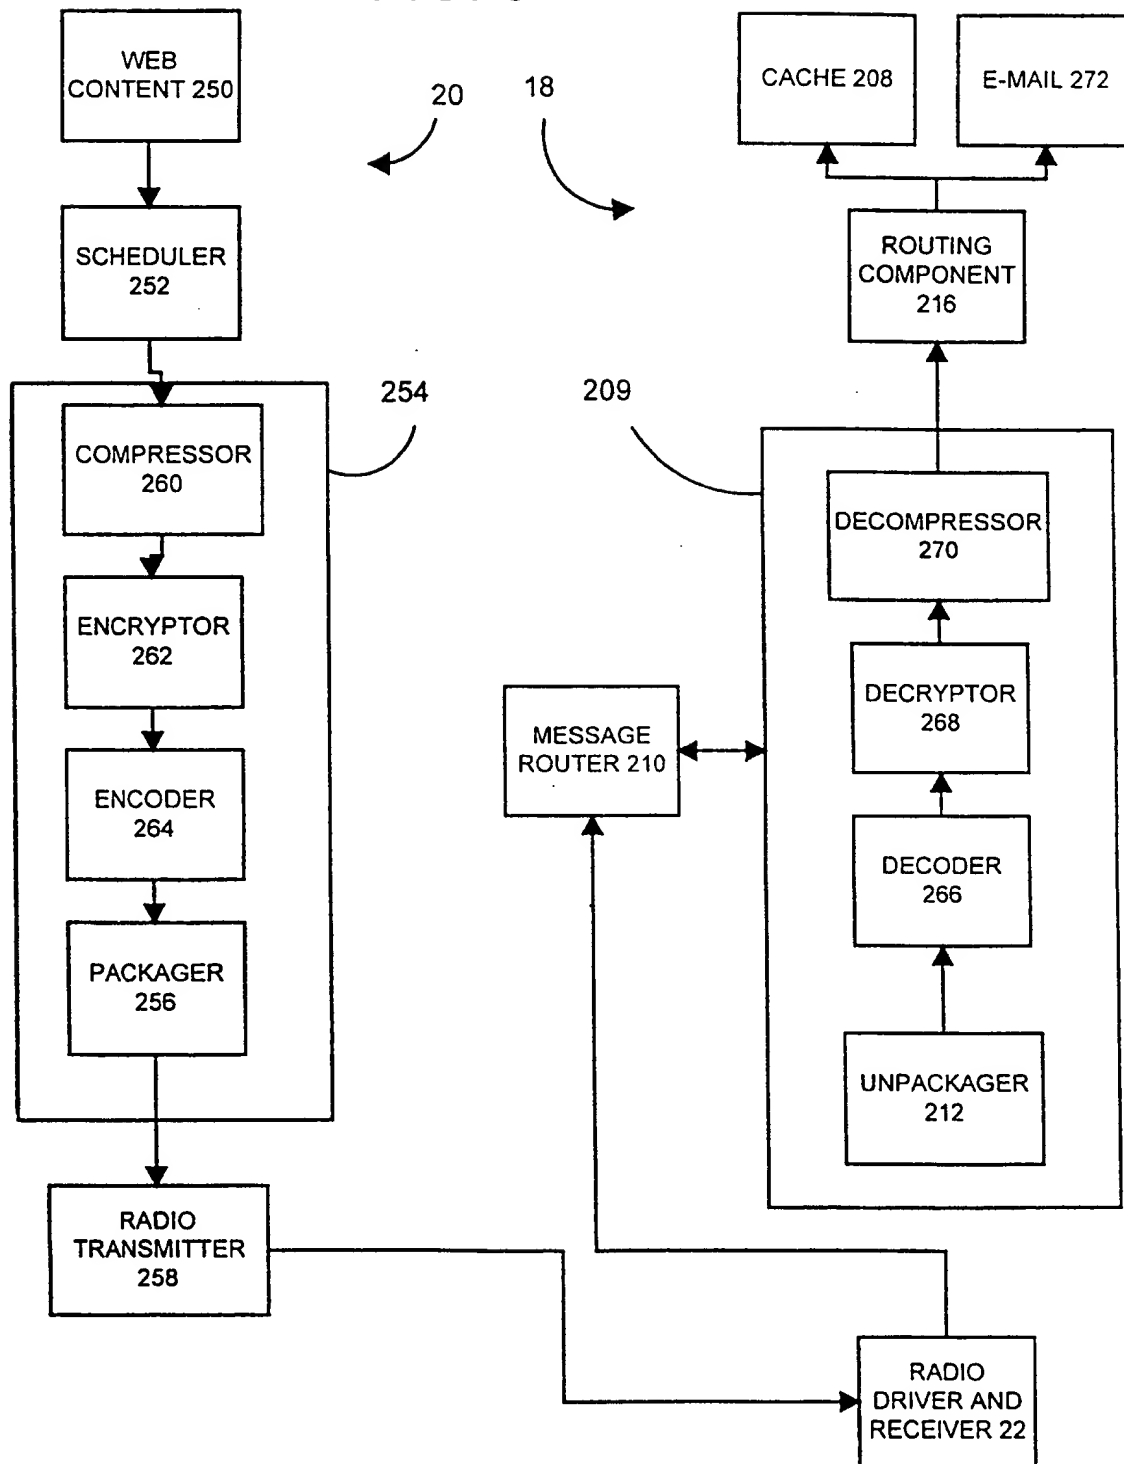 WEB
CONTENT 250
SCHEDULER
252
COMPRESSOR
260
ENCRYPTOR
262
ENCODER
264
PACKAGER
256
RADIO
TRANSMITTER
258
20
18
254
209
MESSAGE
ROUTER 210
CACHE 208
E-MAIL 272
ROUTING
COMPONENT
216
DECOMPRESSOR
270
DECRYPTOR
268
DECODER
266
UNPACKAGER
212
RADIO
DRIVER AND
RECEIVER 22